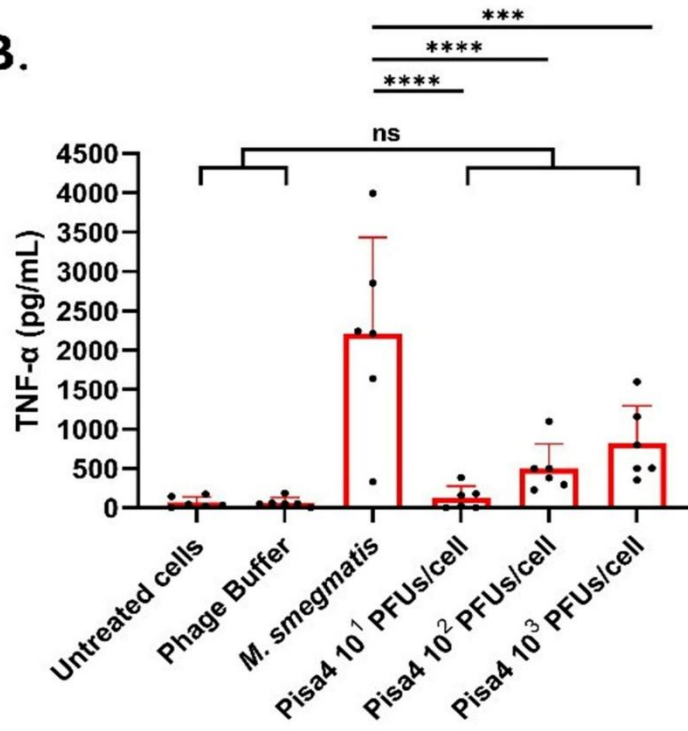 B.
***
****
****
ns
TNF-α (pg/mL)
4500
4000
3500
3000
2500
2000
1500
1000
500
0
Untreated cells
Phage Buffer
M. smegmatis
Pisa4 10¹ PFUs/cell
Pisa4 10² PFUs/cell
Pisa4 10³ PFUs/cell